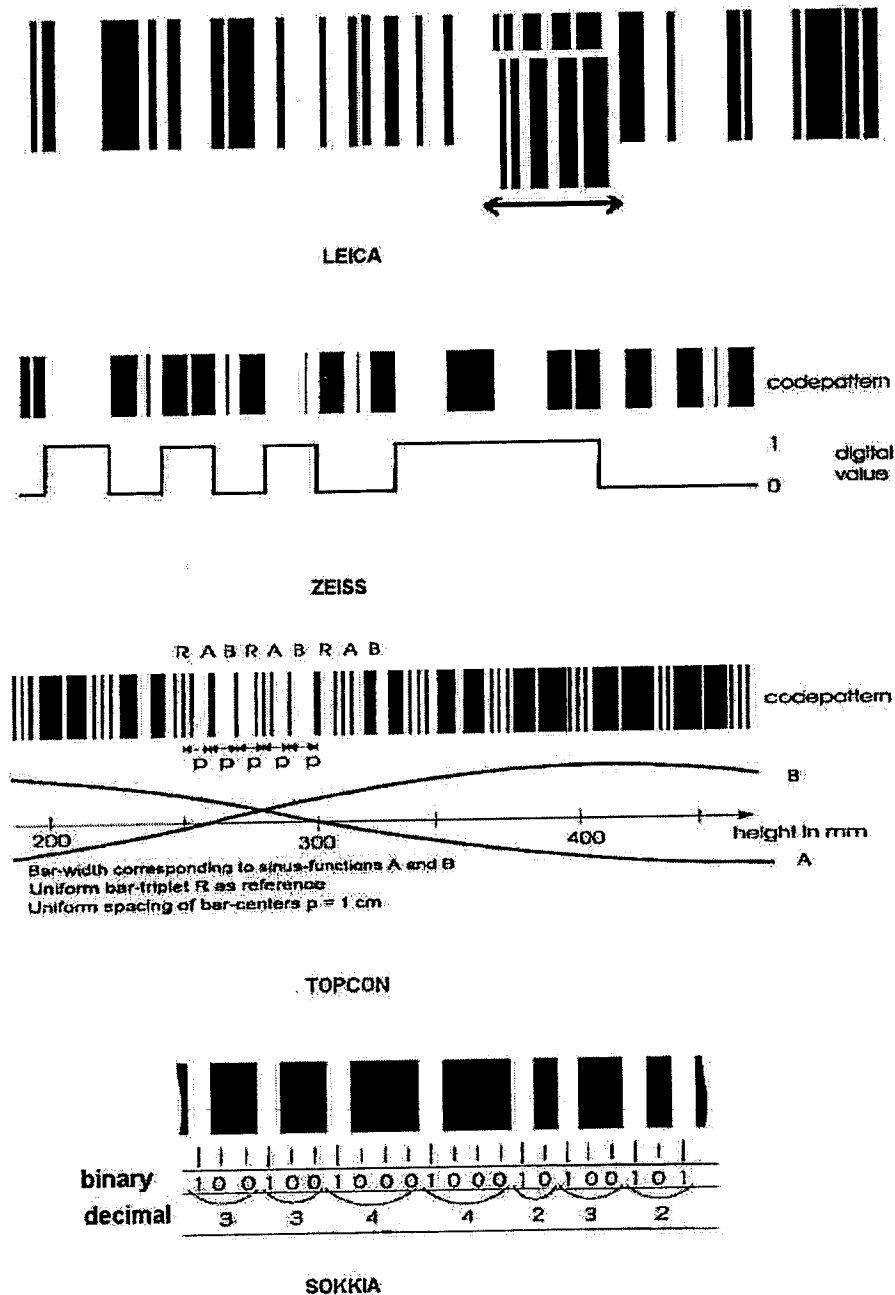 LEICA
codepattern
1
digital
value
0
ZEISS
R A B R A B R A B
codepattern
p p p p p
B
200 300 400 height in mm
A
Bar-width corresponding to sinus-functions A and B
Uniform bar-triplet R as reference
Uniform spacing of bar-centers p = 1 cm
TOPCON
binary 1 0 0 1 0 0 1 0 0 0 1 0 0 0 1 0 1 0 0 1 0 1
decimal 3 3 4 4 2 3 2
SOKKIA